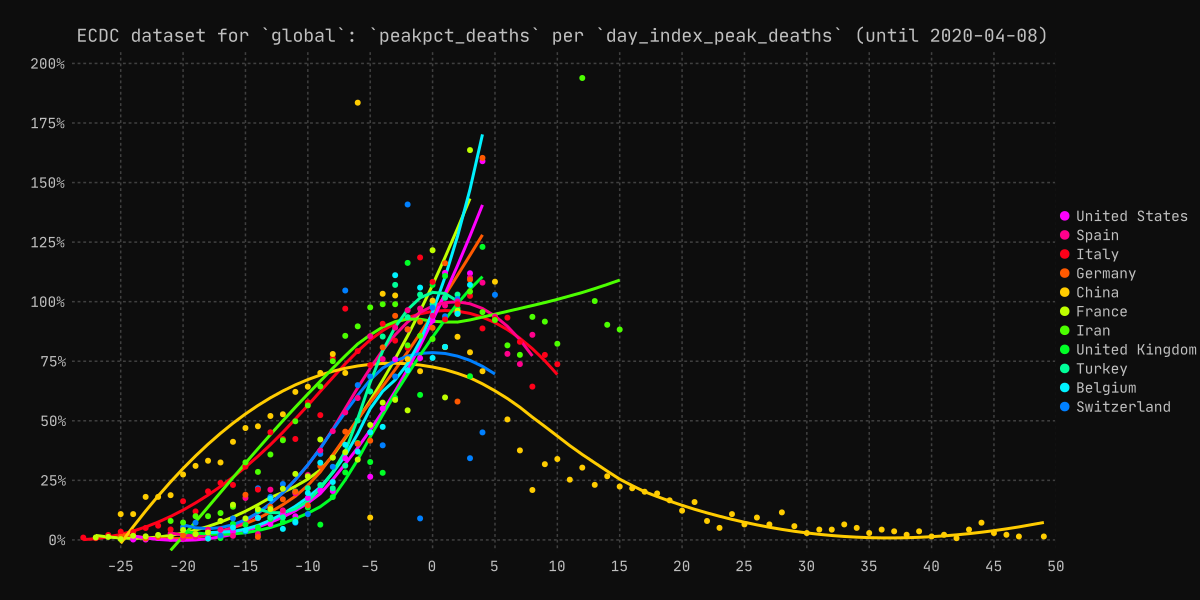 ECDC dataset for `global`: `peakpct_deaths` per `day_index_peak_deaths` (until 2020-04-08)
200%
175%
150%
125%
100%
75%
50%
25%
0%
-25 -20 -15 -10 -5 0 5 10 15 20 25 30 35 40 45 50
United States
Spain
Italy
Germany
China
France
Iran
United Kingdom
Turkey
Belgium
Switzerland